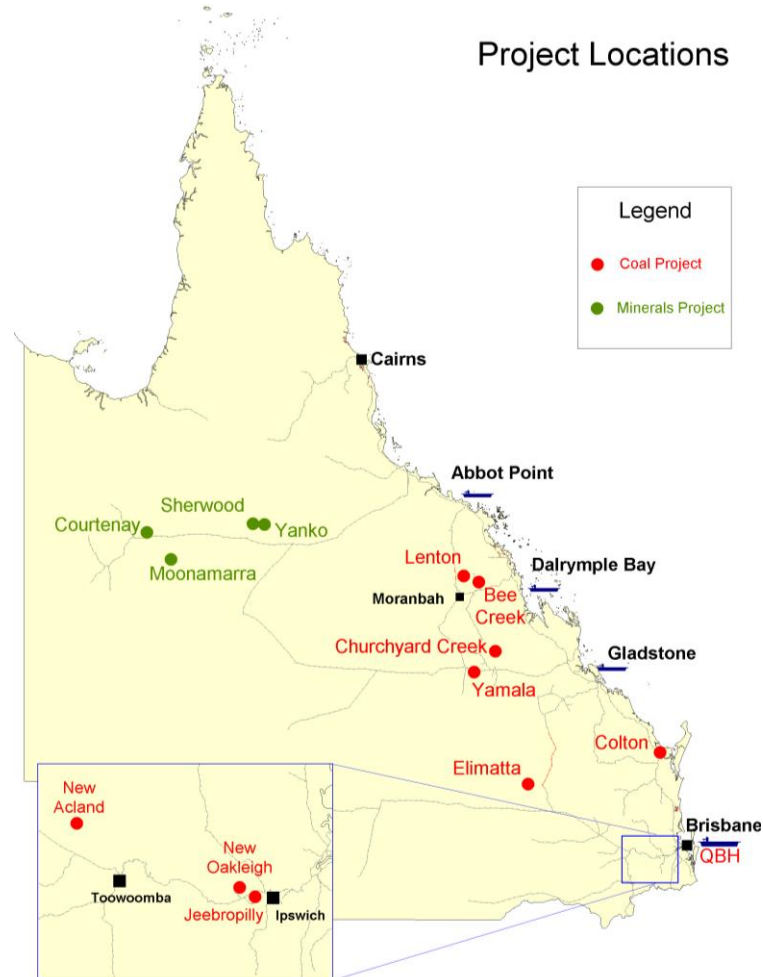 Project Locations
Legend
Coal Project
Minerals Project
Cairns
Abbot Point
Sherwood
Courtenay
Yanko
Moonamarra
Lenton
Dalrymple Bay
Moranbah
Bee
Creek
Churchyard Creek
Gladstone
Yamala
Colton
Elimatta
New
Acland
Brisbane
QBH
New
Oakleigh
Toowoomba
Jeebropilly
Ipswich